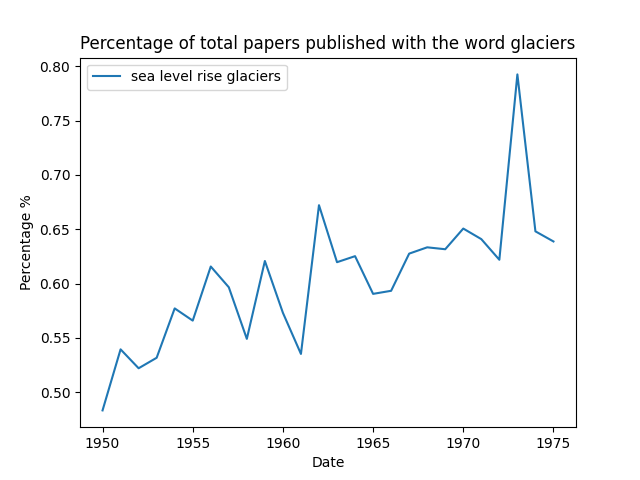 Percentage of total papers published with the word glaciers
sea level rise glaciers
0.80
0.75
0.70
0.65
0.60
0.55
0.50
Percentage %
1950 1955 1960 1965 1970 1975
Date